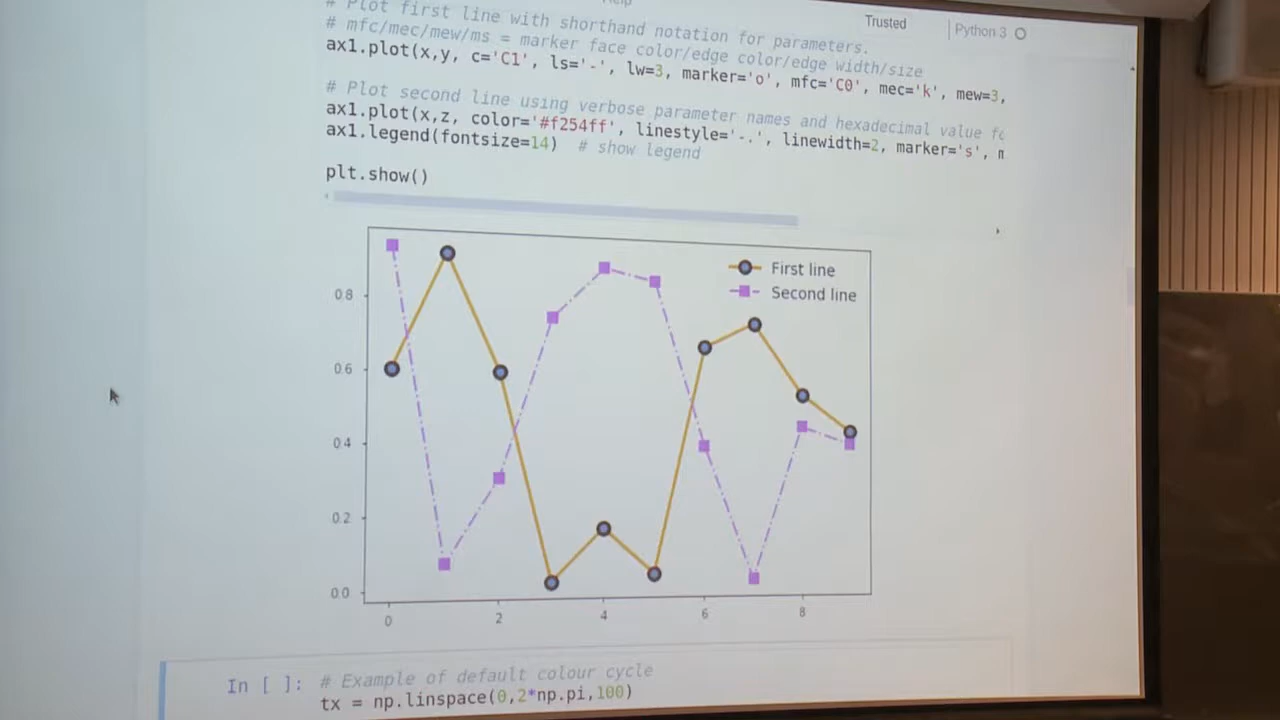 Help
Trusted
Python 3
# Plot first line with shorthand notation for parameters.
# mfc/mec/mew/ms = marker face color/edge color/edge width/size
ax1.plot(x,y, c='C1', ls='-', lw=3, marker='o', mfc='C0', mec='k', mew=3,
# Plot second line using verbose parameter names and hexadecimal value fo
ax1.plot(x,z, color='#f254ff', linestyle='-.', linewidth=2, marker='s', m
ax1.legend(fontsize=14)  # show legend
plt.show()
First line
Second line
0.8
0.6
0.4
0.2
0.0
0 2 4 6 8
In [ ]: # Example of default colour cycle
tx = np.linspace(0,2*np.pi,100)